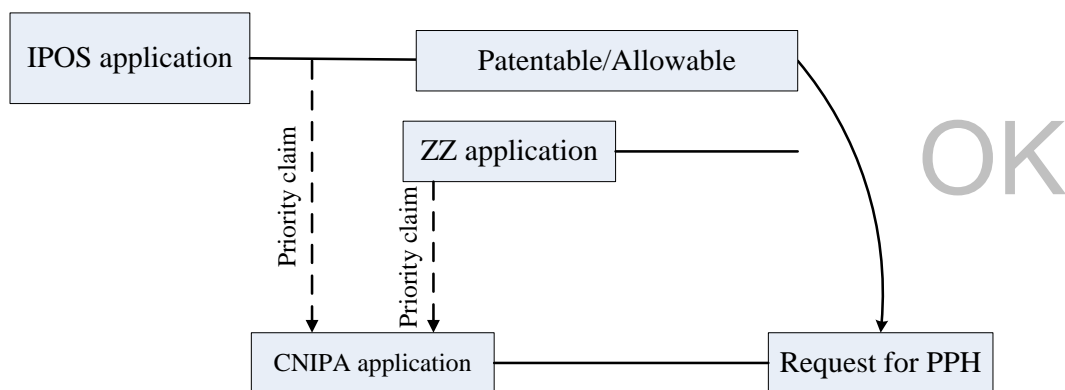 IPOS application
Patentable/Allowable
ZZ application
OK
Priority claim
Priority claim
CNIPA application
Request for PPH